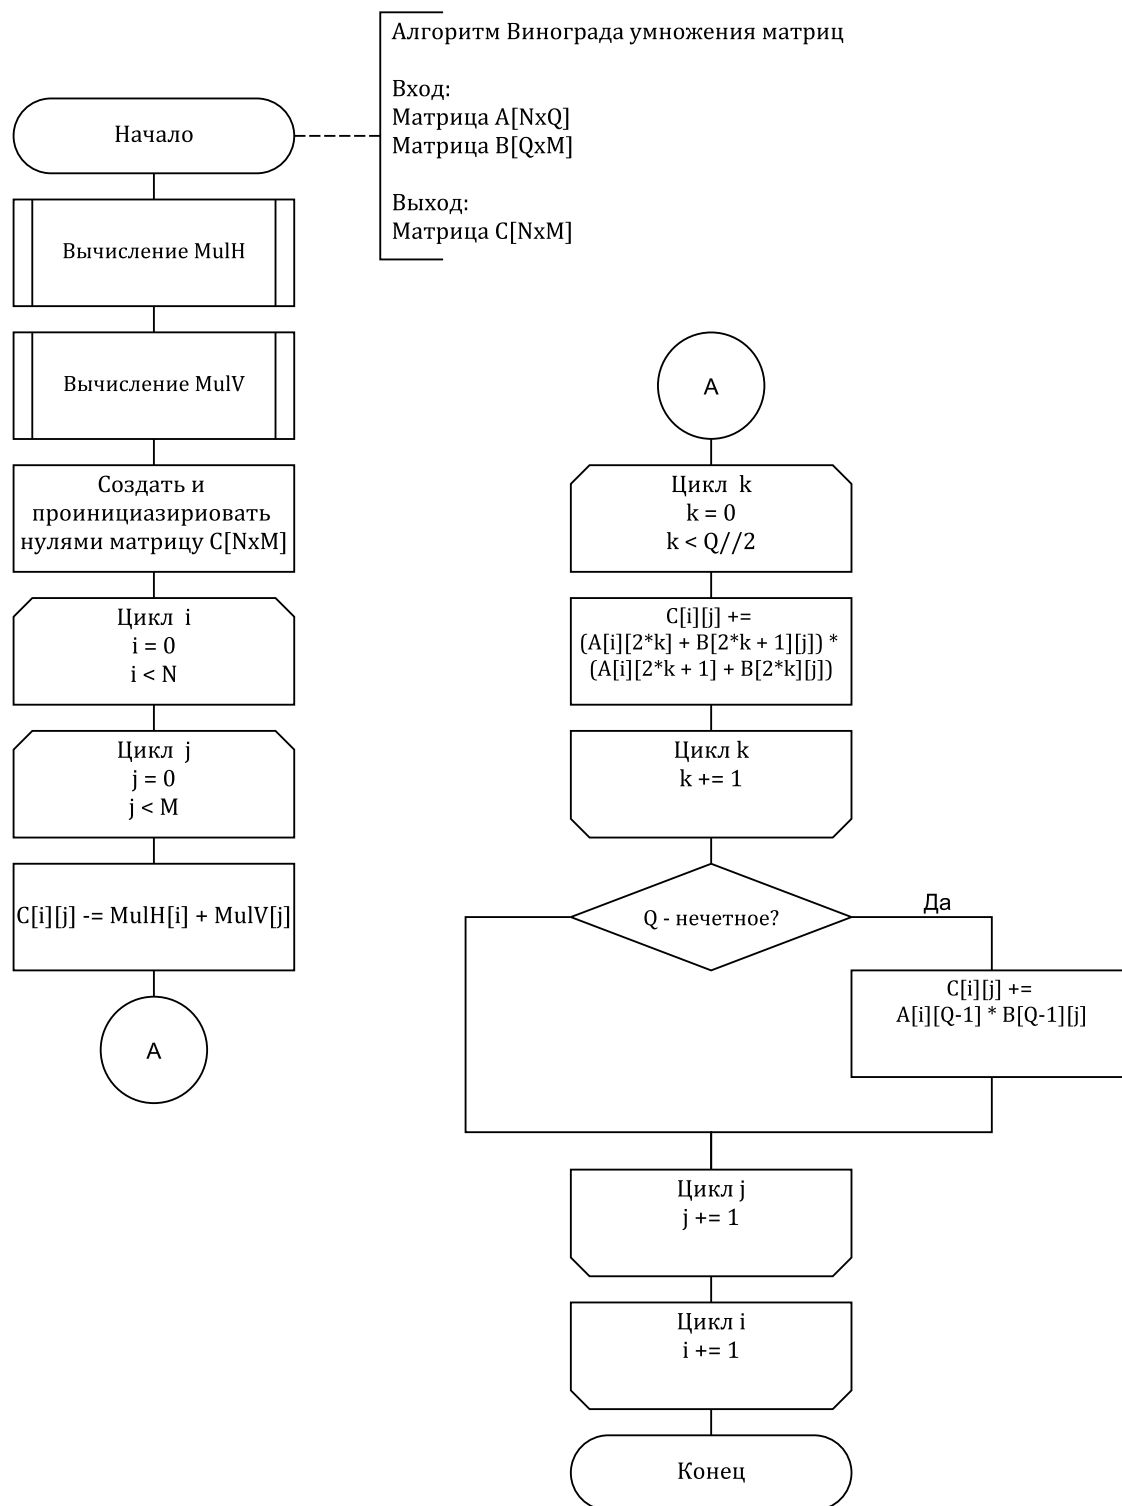 Алгоритм Винограда умножения матриц
Вход:
Матрица A[NxQ]
Матрица B[QxM]
Выход:
Матрица C[NxM]
Начало
Вычисление MulH
Вычисление MulV
Создать и
проинициазириовать
нулями матрицу C[NxM]
Цикл i
i = 0
i < N
Цикл j
j = 0
j < M
C[i][j] -= MulH[i] + MulV[j]
A
A
Цикл k
k = 0
k < Q//2
C[i][j] +=
(A[i][2*k] + B[2*k + 1][j]) *
(A[i][2*k + 1] + B[2*k][j])
Цикл k
k += 1
Q - нечетное?
Да
C[i][j] +=
A[i][Q-1] * B[Q-1][j]
Цикл j
j += 1
Цикл i
i += 1
Конец